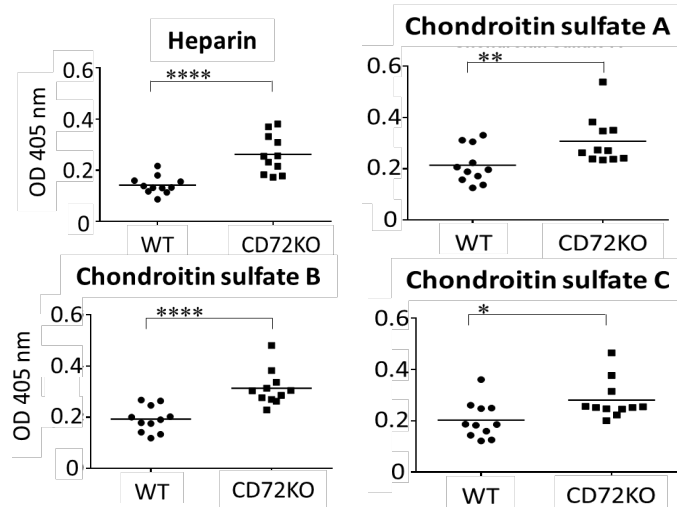 Heparin
0.6
0.4
0.2
0
OD 405 nm
****
WT
CD72KO
Chondroitin sulfate A
0.6
0.4
0.2
0
**
WT
CD72KO
Chondroitin sulfate B
0.6
0.4
0.2
0
OD 405 nm
****
WT
CD72KO
Chondroitin sulfate C
0.6
0.4
0.2
0
*
WT
CD72KO